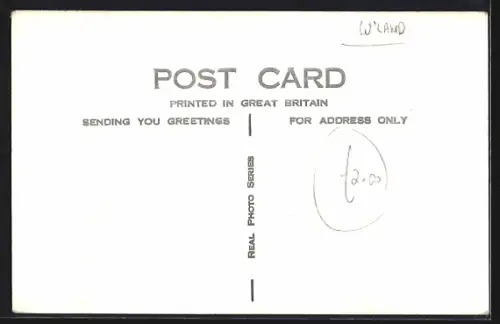 W'LAND
POST CARD
PRINTED IN GREAT BRITAIN
SENDING YOU GREETINGS
FOR ADDRESS ONLY
REAL PHOTO SERIES
£2.00